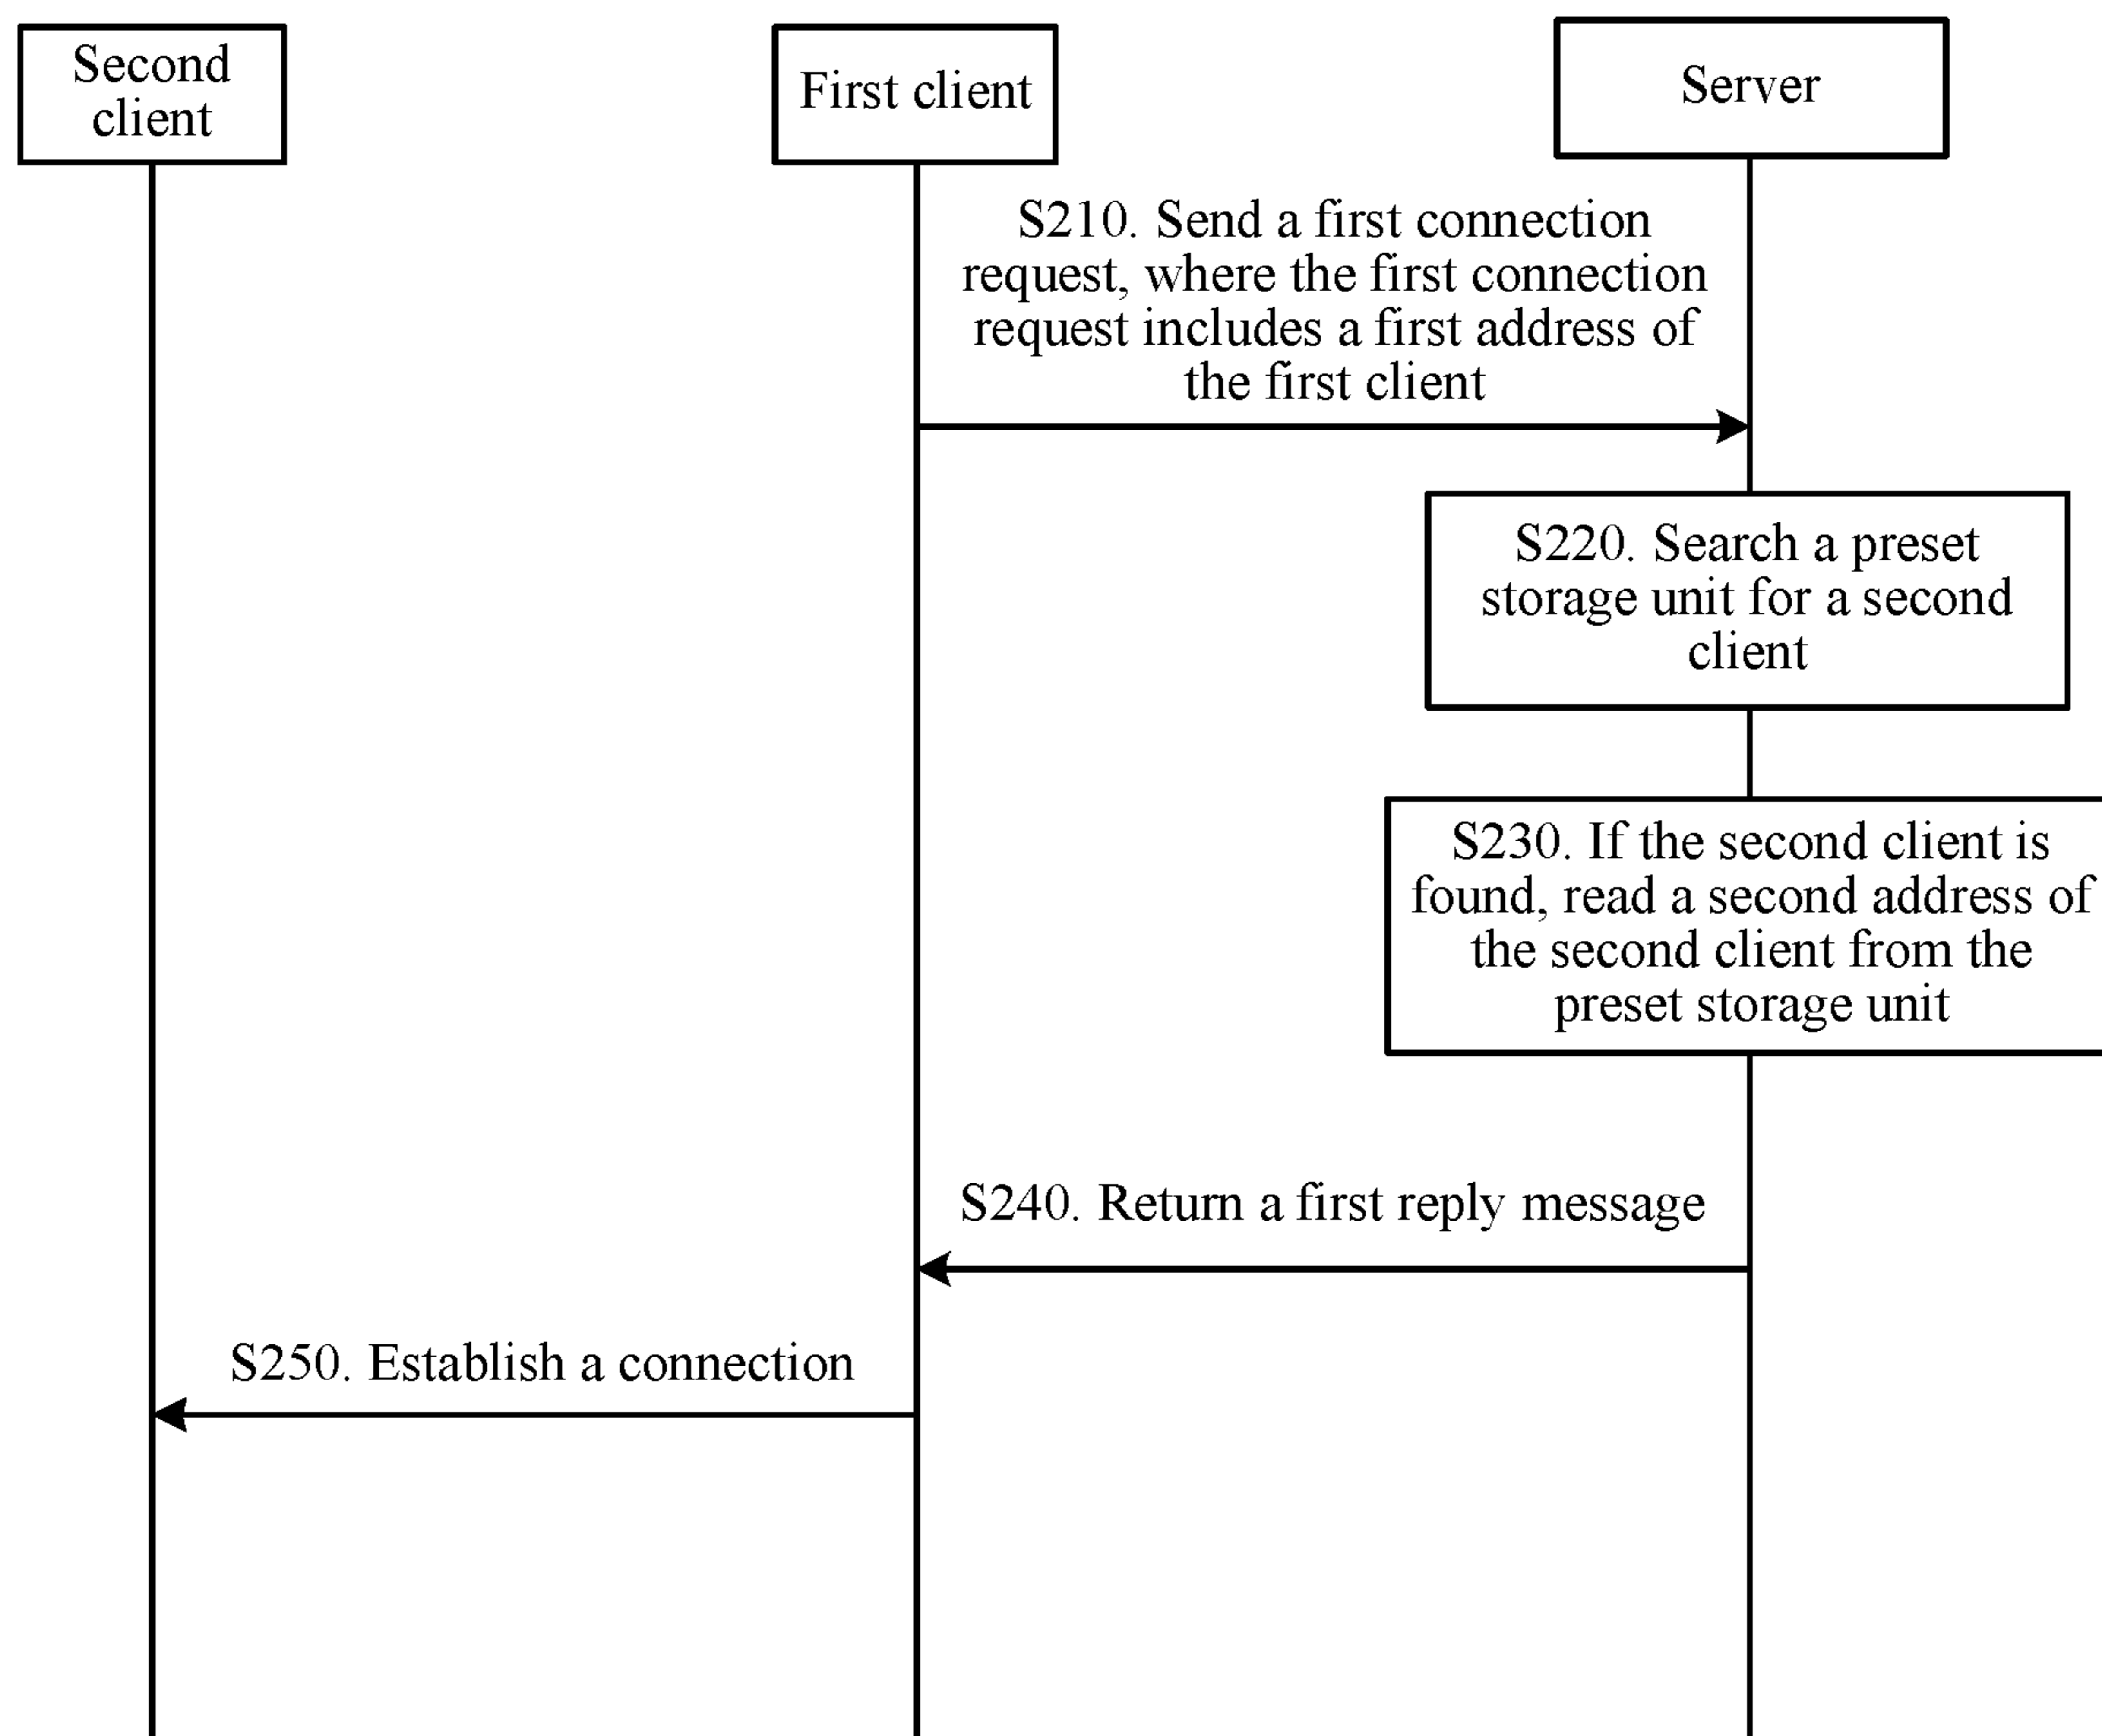 Second
client
First client
Server
S210. Send a first connection
request, where the first connection
request includes a first address of
the first client
S220. Search a preset
storage unit for a second
client
S230. If the second client is
found, read a second address of
the second client from the
preset storage unit
S240. Return a first reply message
S250. Establish a connection